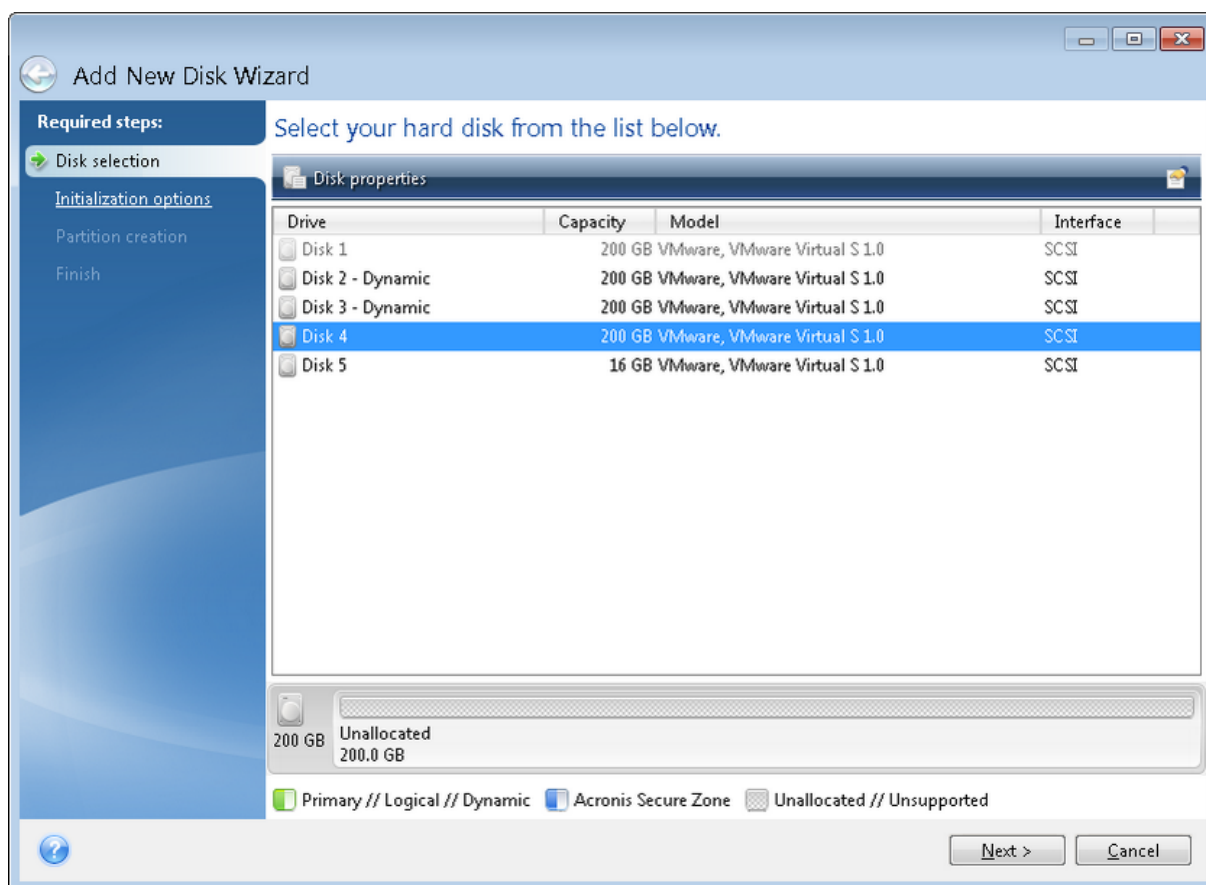 Add New Disk Wizard
Required steps:
Disk selection
Initialization options
Partition creation
Finish
Select your hard disk from the list below.
Disk properties
Drive Capacity Model Interface
Disk 1 200 GB VMware, VMware Virtual S 1.0 SCSI
Disk 2 - Dynamic 200 GB VMware, VMware Virtual S 1.0 SCSI
Disk 3 - Dynamic 200 GB VMware, VMware Virtual S 1.0 SCSI
Disk 4 200 GB VMware, VMware Virtual S 1.0 SCSI
Disk 5 16 GB VMware, VMware Virtual S 1.0 SCSI
200 GB
Unallocated
200.0 GB
Primary // Logical // Dynamic Acronis Secure Zone Unallocated // Unsupported
Next > Cancel